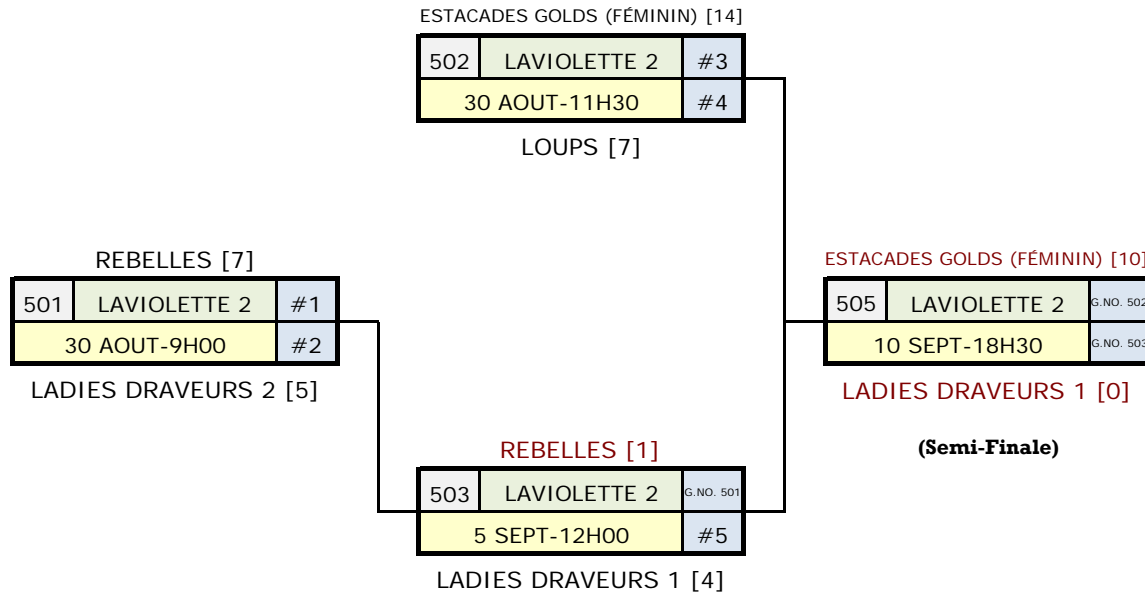 ESTACADES GOLDS (FÉMININ) [14]
502 LAVIOLETTE 2 #3
30 AOUT-11H30 #4
LOUPS [7]
REBELLES [7]
501 LAVIOLETTE 2 #1
30 AOUT-9H00 #2
LADIES DRAVEURS 2 [5]
ESTACADES GOLDS (FÉMININ) [10]
505 LAVIOLETTE 2 G.NO. 502
10 SEPT-18H30 G.NO. 503
LADIES DRAVEURS 1 [0]
(Semi-Finale)
REBELLES [1]
503 LAVIOLETTE 2 G.NO. 501
5 SEPT-12H00 #5
LADIES DRAVEURS 1 [4]